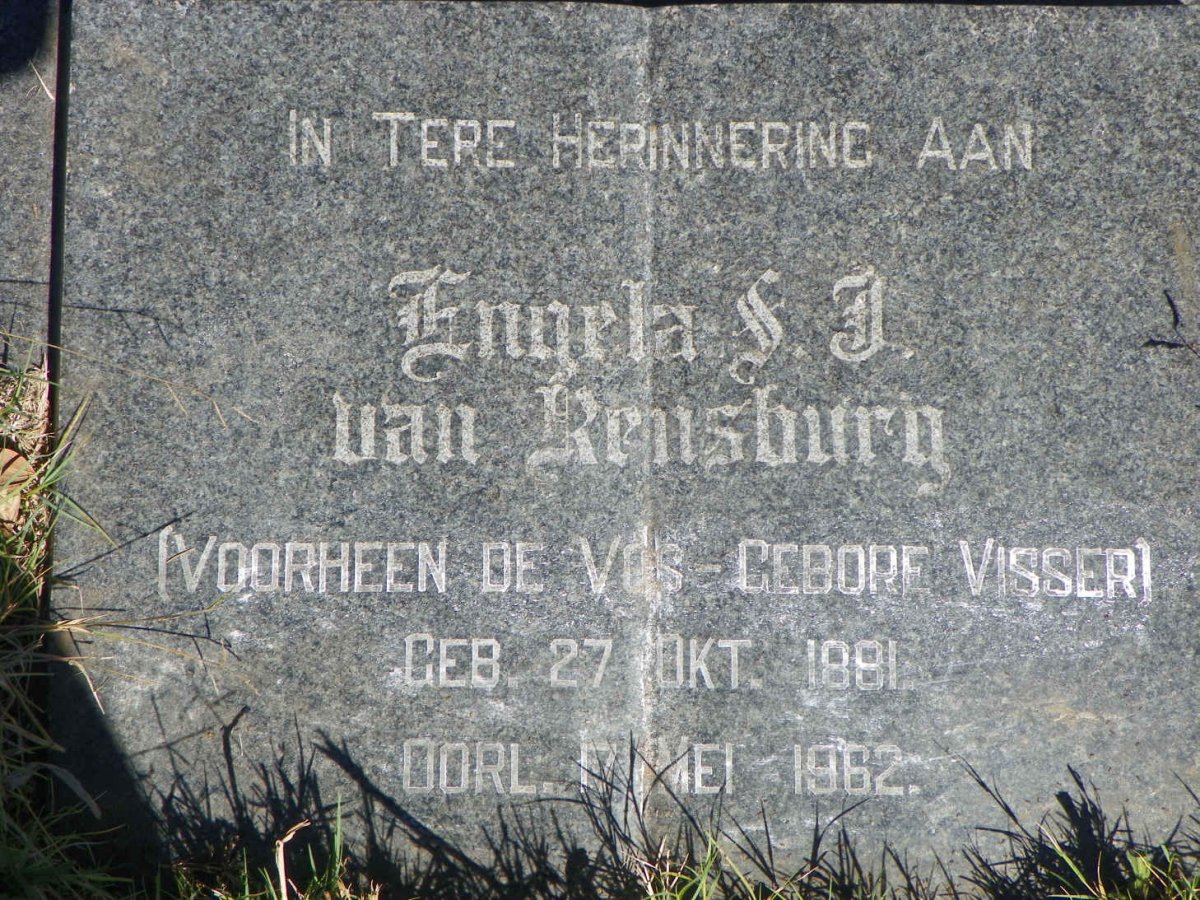 In Tere Herinnering Aan
Engela F. J.
van Rensburg
(Voorheen de Vos - Gebore Visser)
Geb. 27 Okt. 1881.
Oorl. 17 Mei 1962.